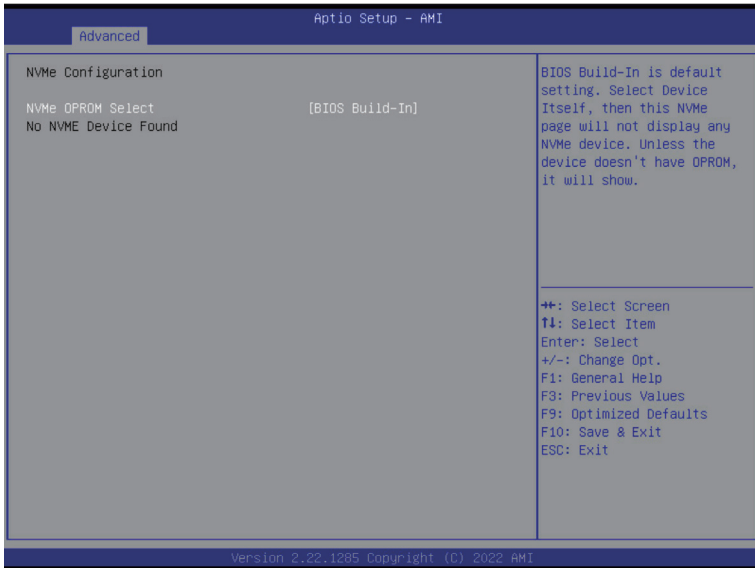 Aptio Setup - AMI
Advanced
NVMe Configuration
NVMe OPROM Select [BIOS Build-In]
No NVME Device Found
BIOS Build-In is default
setting. Select Device
Itself, then this NVMe
page will not display any
NVMe device. Unless the
device doesn't have OPROM,
it will show.
→←: Select Screen
↑↓: Select Item
Enter: Select
+/-: Change Opt.
F1: General Help
F3: Previous Values
F9: Optimized Defaults
F10: Save & Exit
ESC: Exit
Version 2.22.1285 Copyright (C) 2022 AMI